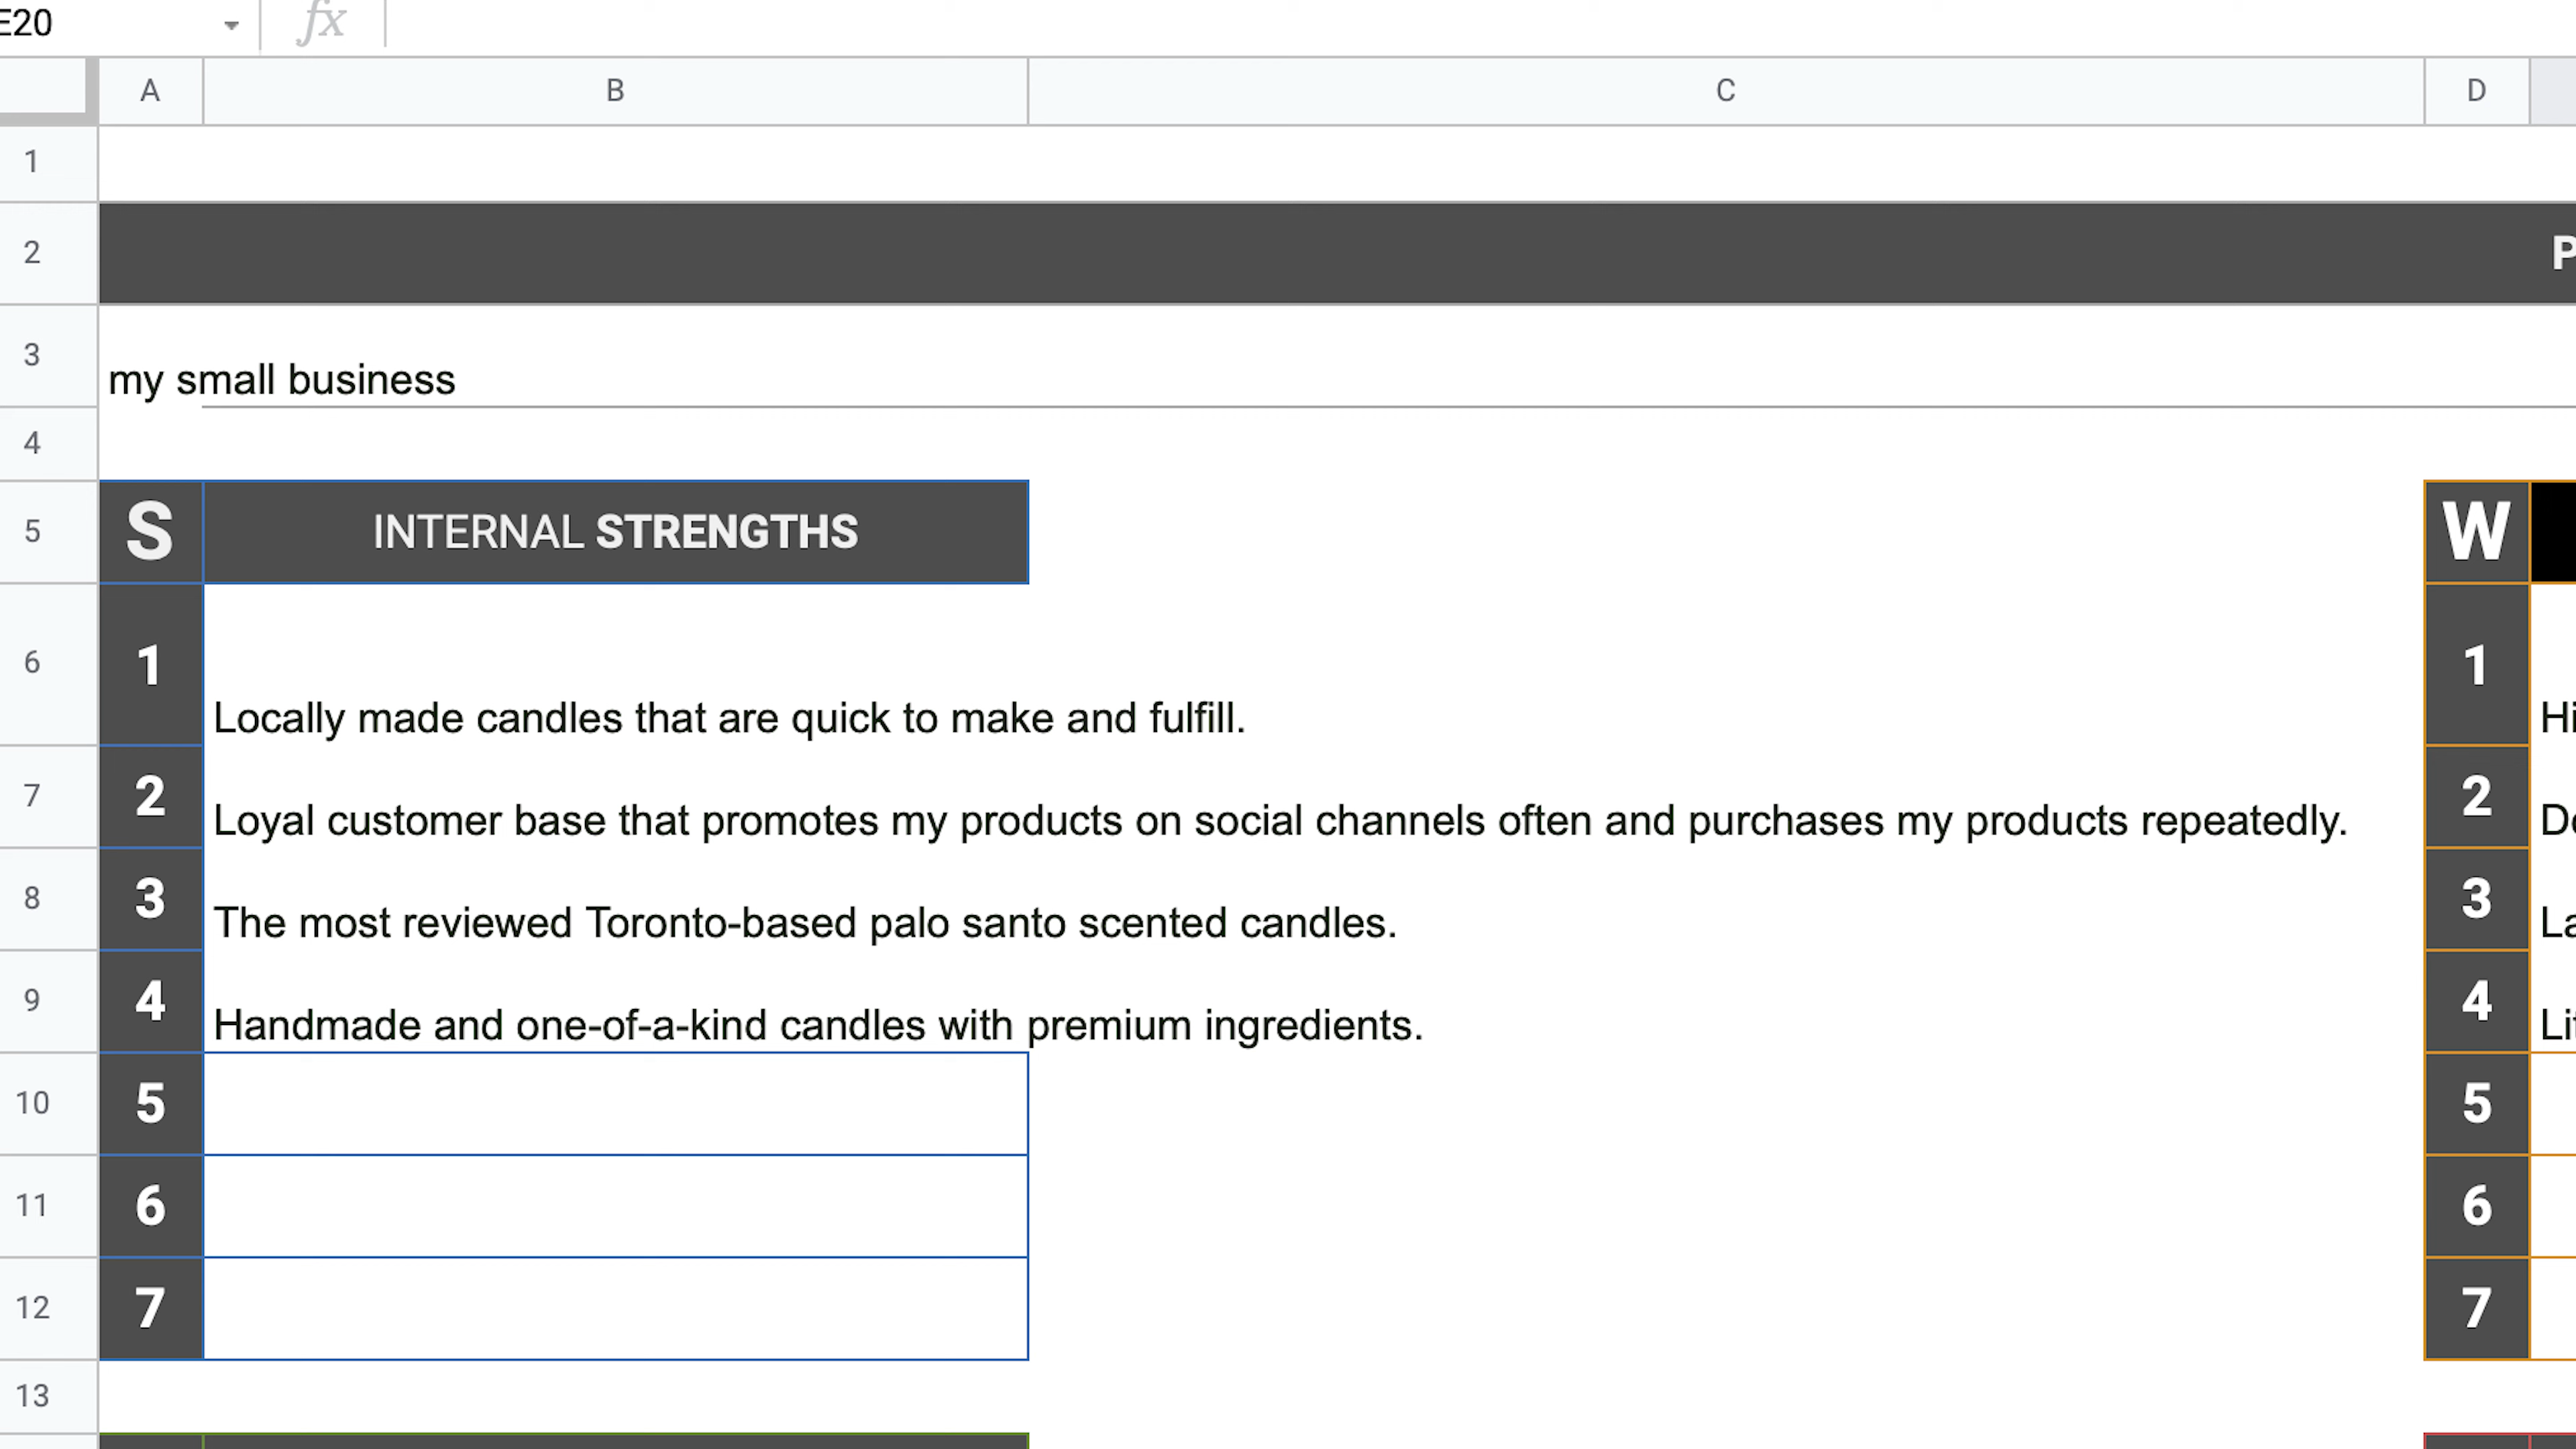 E20 fx
A B C D
1
2 P
3 my small business
4
5 S INTERNAL STRENGTHS W
6 1 Locally made candles that are quick to make and fulfill. 1 Hi
7 2 Loyal customer base that promotes my products on social channels often and purchases my products repeatedly. 2 De
8 3 The most reviewed Toronto-based palo santo scented candles. 3 La
9 4 Handmade and one-of-a-kind candles with premium ingredients. 4 Li
10 5 5
11 6 6
12 7 7
13